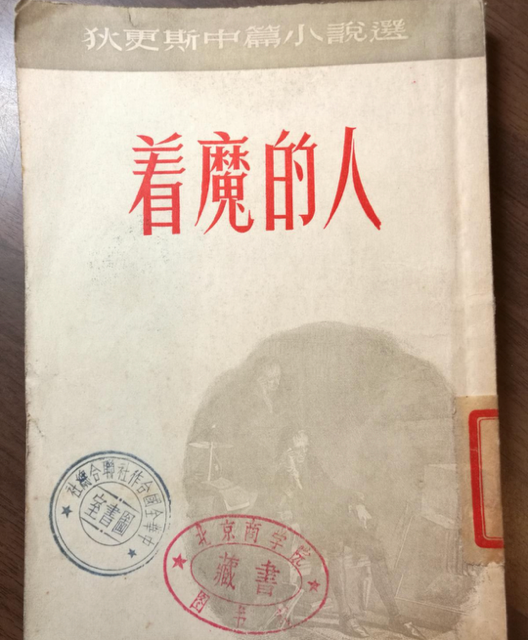 狄更斯中篇小說選
着魔的人
中華全國合作社聯合總社
圖書室
北京商学院
藏書